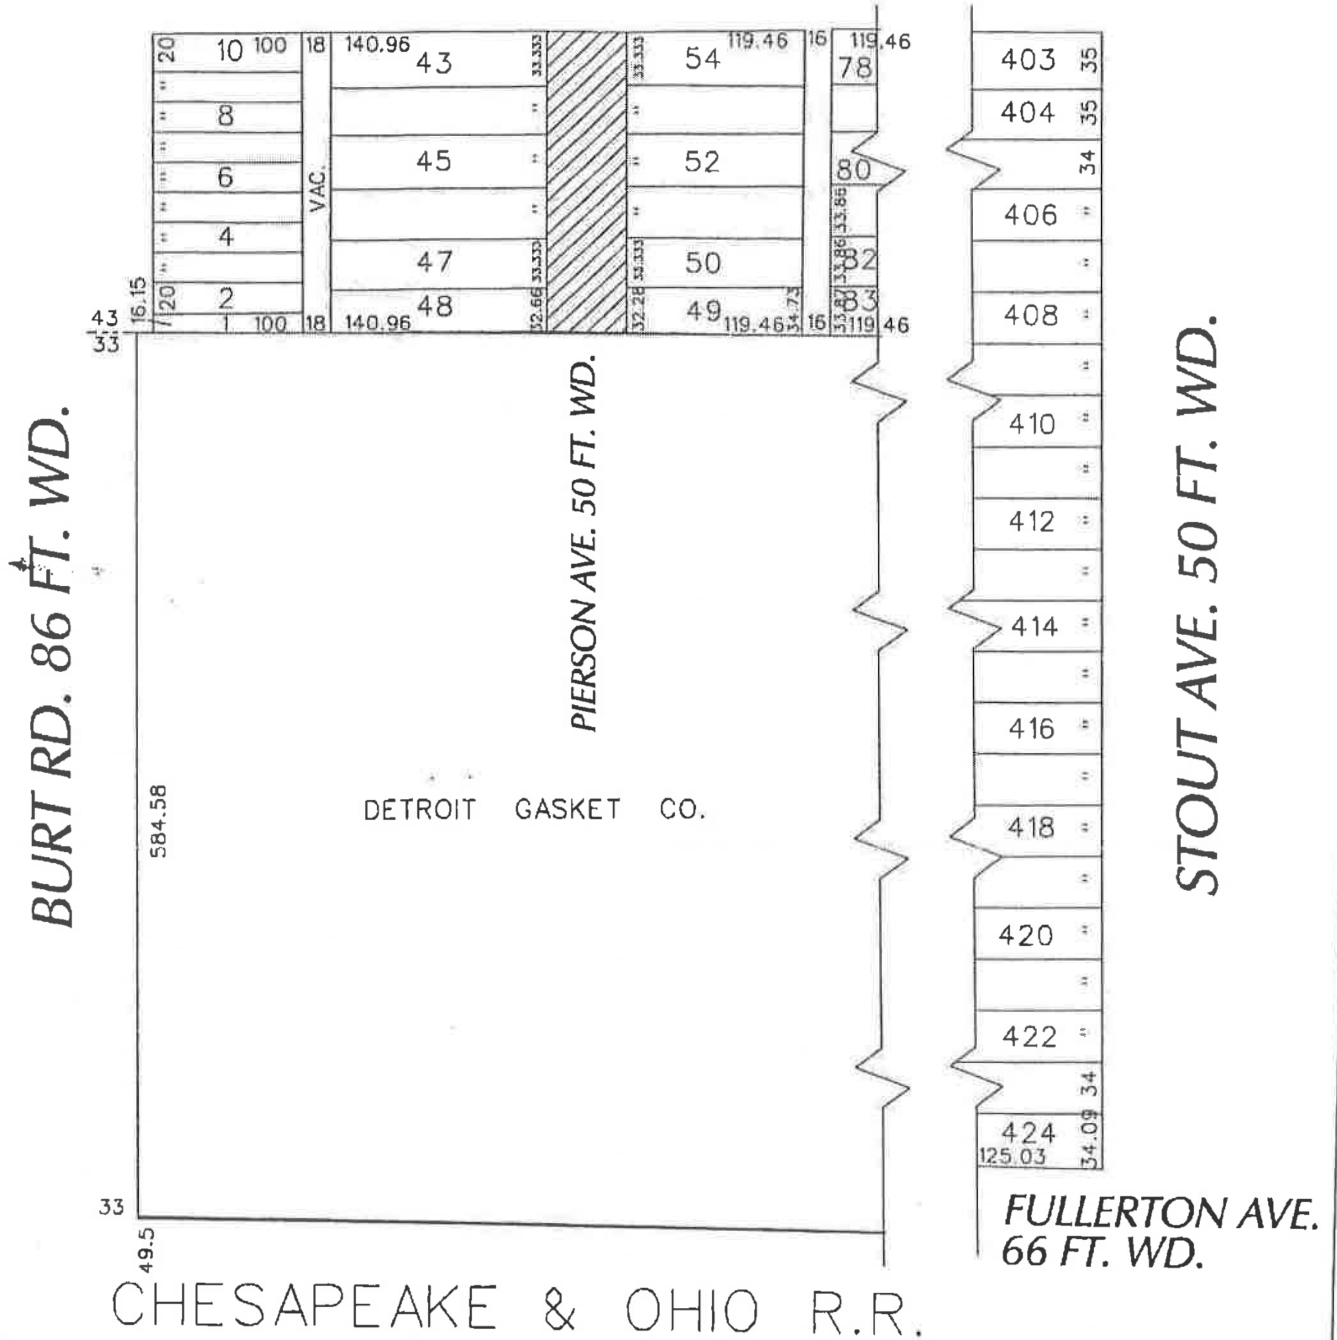 20 10 100 18 140.96 43 33.333 33.333 54 119.46 16 119.46 403 35
78
" " " 404 35
" 8
" 45 " " 52 80 34
" 6
VAC.
" " 33.86 406 "
" 4
" 47 33.333 33.333 50 33.86 82 "
16.15 20 2 48 32.66 32.28 49 34.73 33.87 83 408 "
43 1 100 18 140.96 119.46 16 119.46
33
"
410 "
"
412 "
"
414 "
"
416 "
"
418 "
"
420 "
"
422 "
34
424 34.09
125.03
BURT RD. 86 FT. WD.
PIERSON AVE. 50 FT. WD.
STOUT AVE. 50 FT. WD.
584.58
DETROIT GASKET CO.
33
49.5
FULLERTON AVE.
66 FT. WD.
CHESAPEAKE & OHIO R.R.